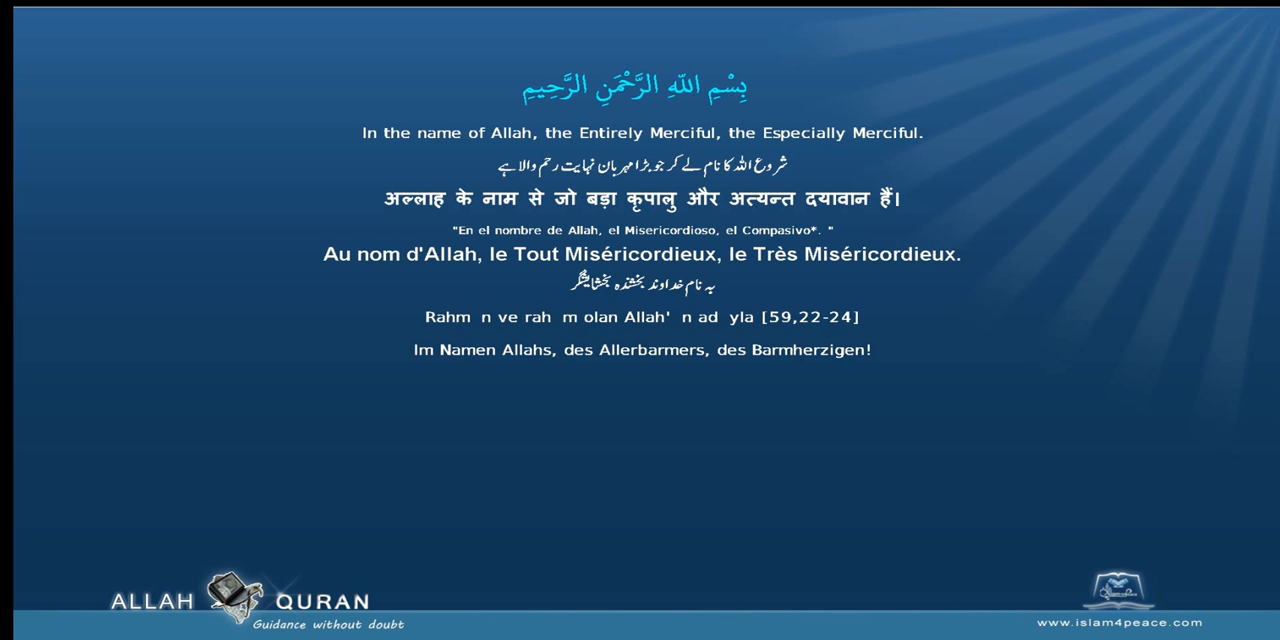 بِسْمِ اللّهِ الرَّحْمَنِ الرَّحِيمِ
In the name of Allah, the Entirely Merciful, the Especially Merciful.
شروع الله کا نام لے کر جو بڑا مہربان نہایت رحم والا ہے
अल्लाह के नाम से जो बड़ा कृपालु और अत्यन्त दयावान हैं।
"En el nombre de Allah, el Misericordioso, el Compasivo*. "
Au nom d'Allah, le Tout Miséricordieux, le Très Miséricordieux.
به نام خداوند بخشنده بخشایشگر
Rahm n ve rah m olan Allah' n ad yla [59,22-24]
Im Namen Allahs, des Allerbarmers, des Barmherzigen!
ALLAH QURAN
Guidance without doubt
www.islam4peace.com